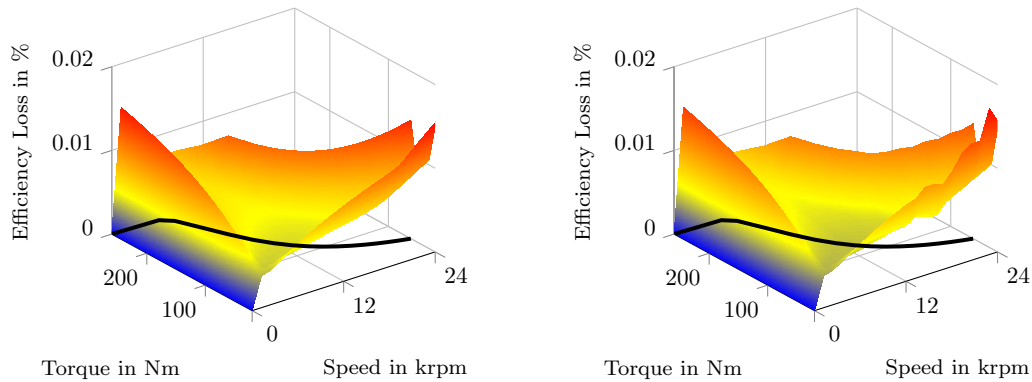 Efficiency Loss in %
0.02
0.01
0
200
100
0
12
24
Torque in Nm
Speed in krpm
Efficiency Loss in %
0.02
0.01
0
200
100
0
12
24
Torque in Nm
Speed in krpm